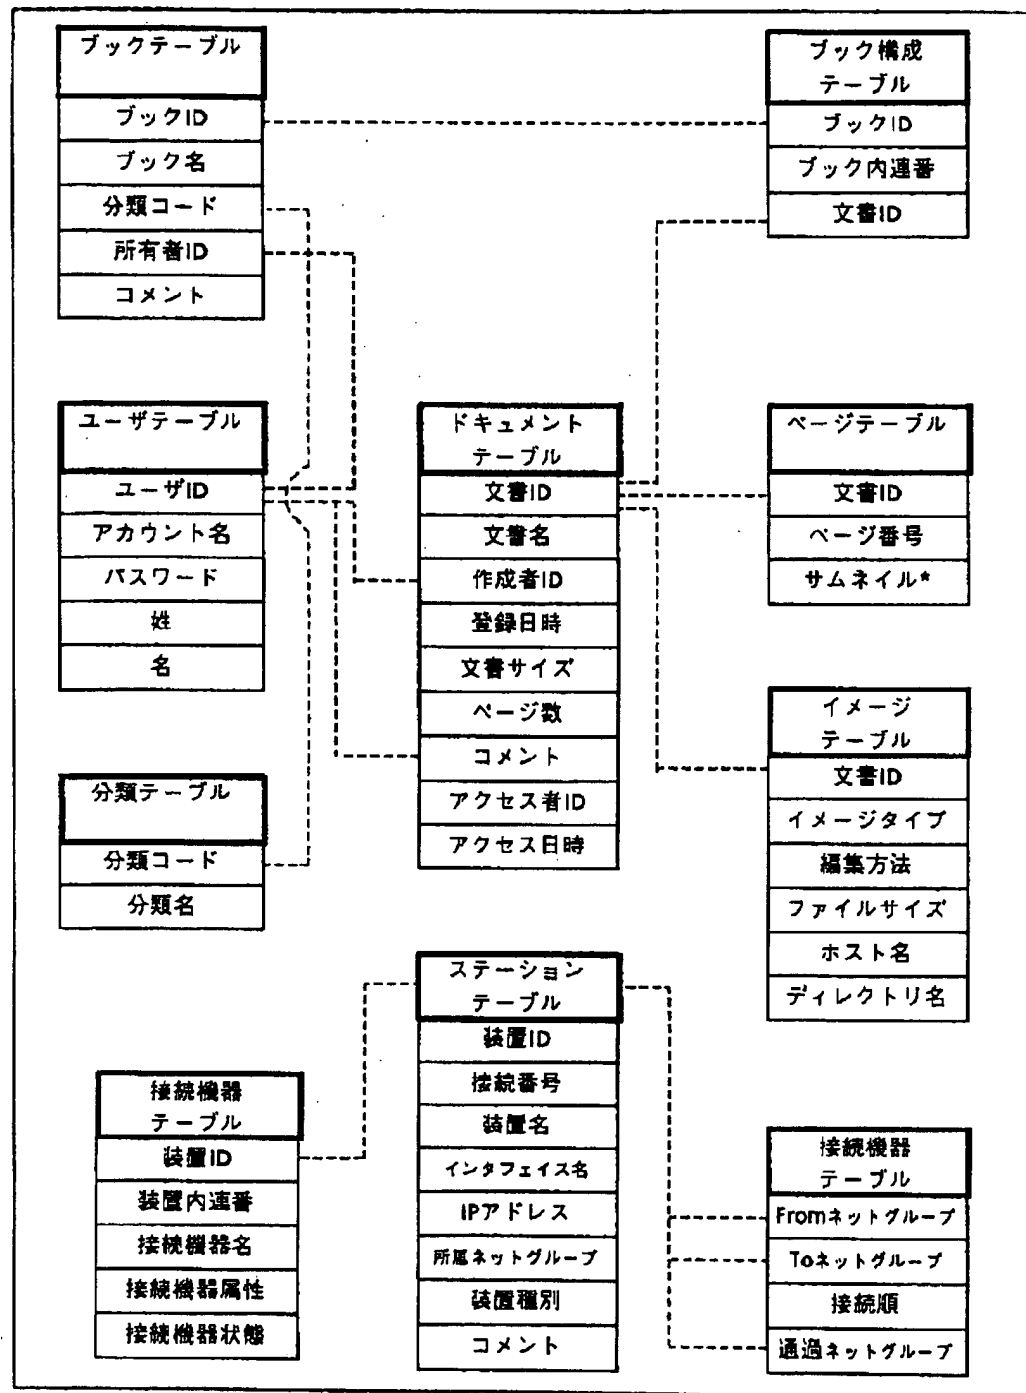 ブックテーブル
ブックID
ブック名
分類コード
所有者ID
コメント
ブック構成
テーブル
ブックID
ブック内連番
文書ID
ユーザテーブル
ユーザID
アカウント名
パスワード
姓
名
ドキュメント
テーブル
文書ID
文書名
作成者ID
登録日時
文書サイズ
ページ数
コメント
アクセス者ID
アクセス日時
ページテーブル
文書ID
ページ番号
サムネイル*
イメージ
テーブル
文書ID
イメージタイプ
編集方法
ファイルサイズ
ホスト名
ディレクトリ名
分類テーブル
分類コード
分類名
ステーション
テーブル
装置ID
接続番号
装置名
インタフェイス名
IPアドレス
所属ネットグループ
装置種別
コメント
接続機器
テーブル
装置ID
装置内連番
接続機器名
接続機器属性
接続機器状態
接続機器
テーブル
Fromネットグループ
Toネットグループ
接続順
通過ネットグループ